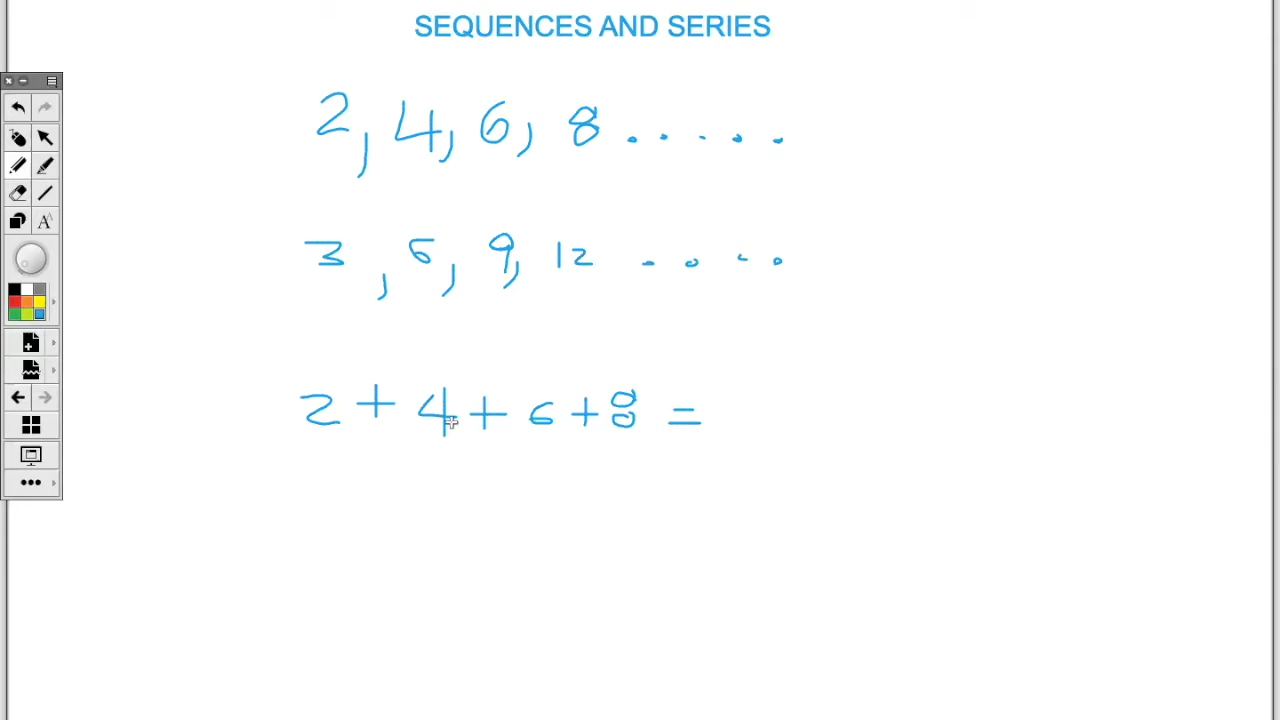 SEQUENCES AND SERIES
2, 4, 6, 8 . . . . .
3, 6, 9, 12 . . . .
2 + 4 + 6 + 8 =